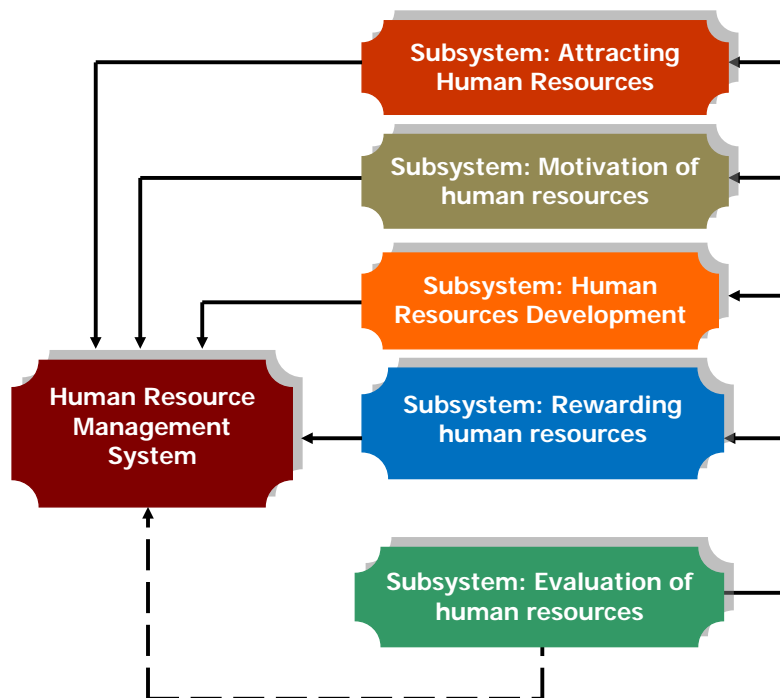 Subsystem: Attracting
Human Resources
Subsystem: Motivation of
human resources
Subsystem: Human
Resources Development
Human Resource
Management
System
Subsystem: Rewarding
human resources
Subsystem: Evaluation of
human resources